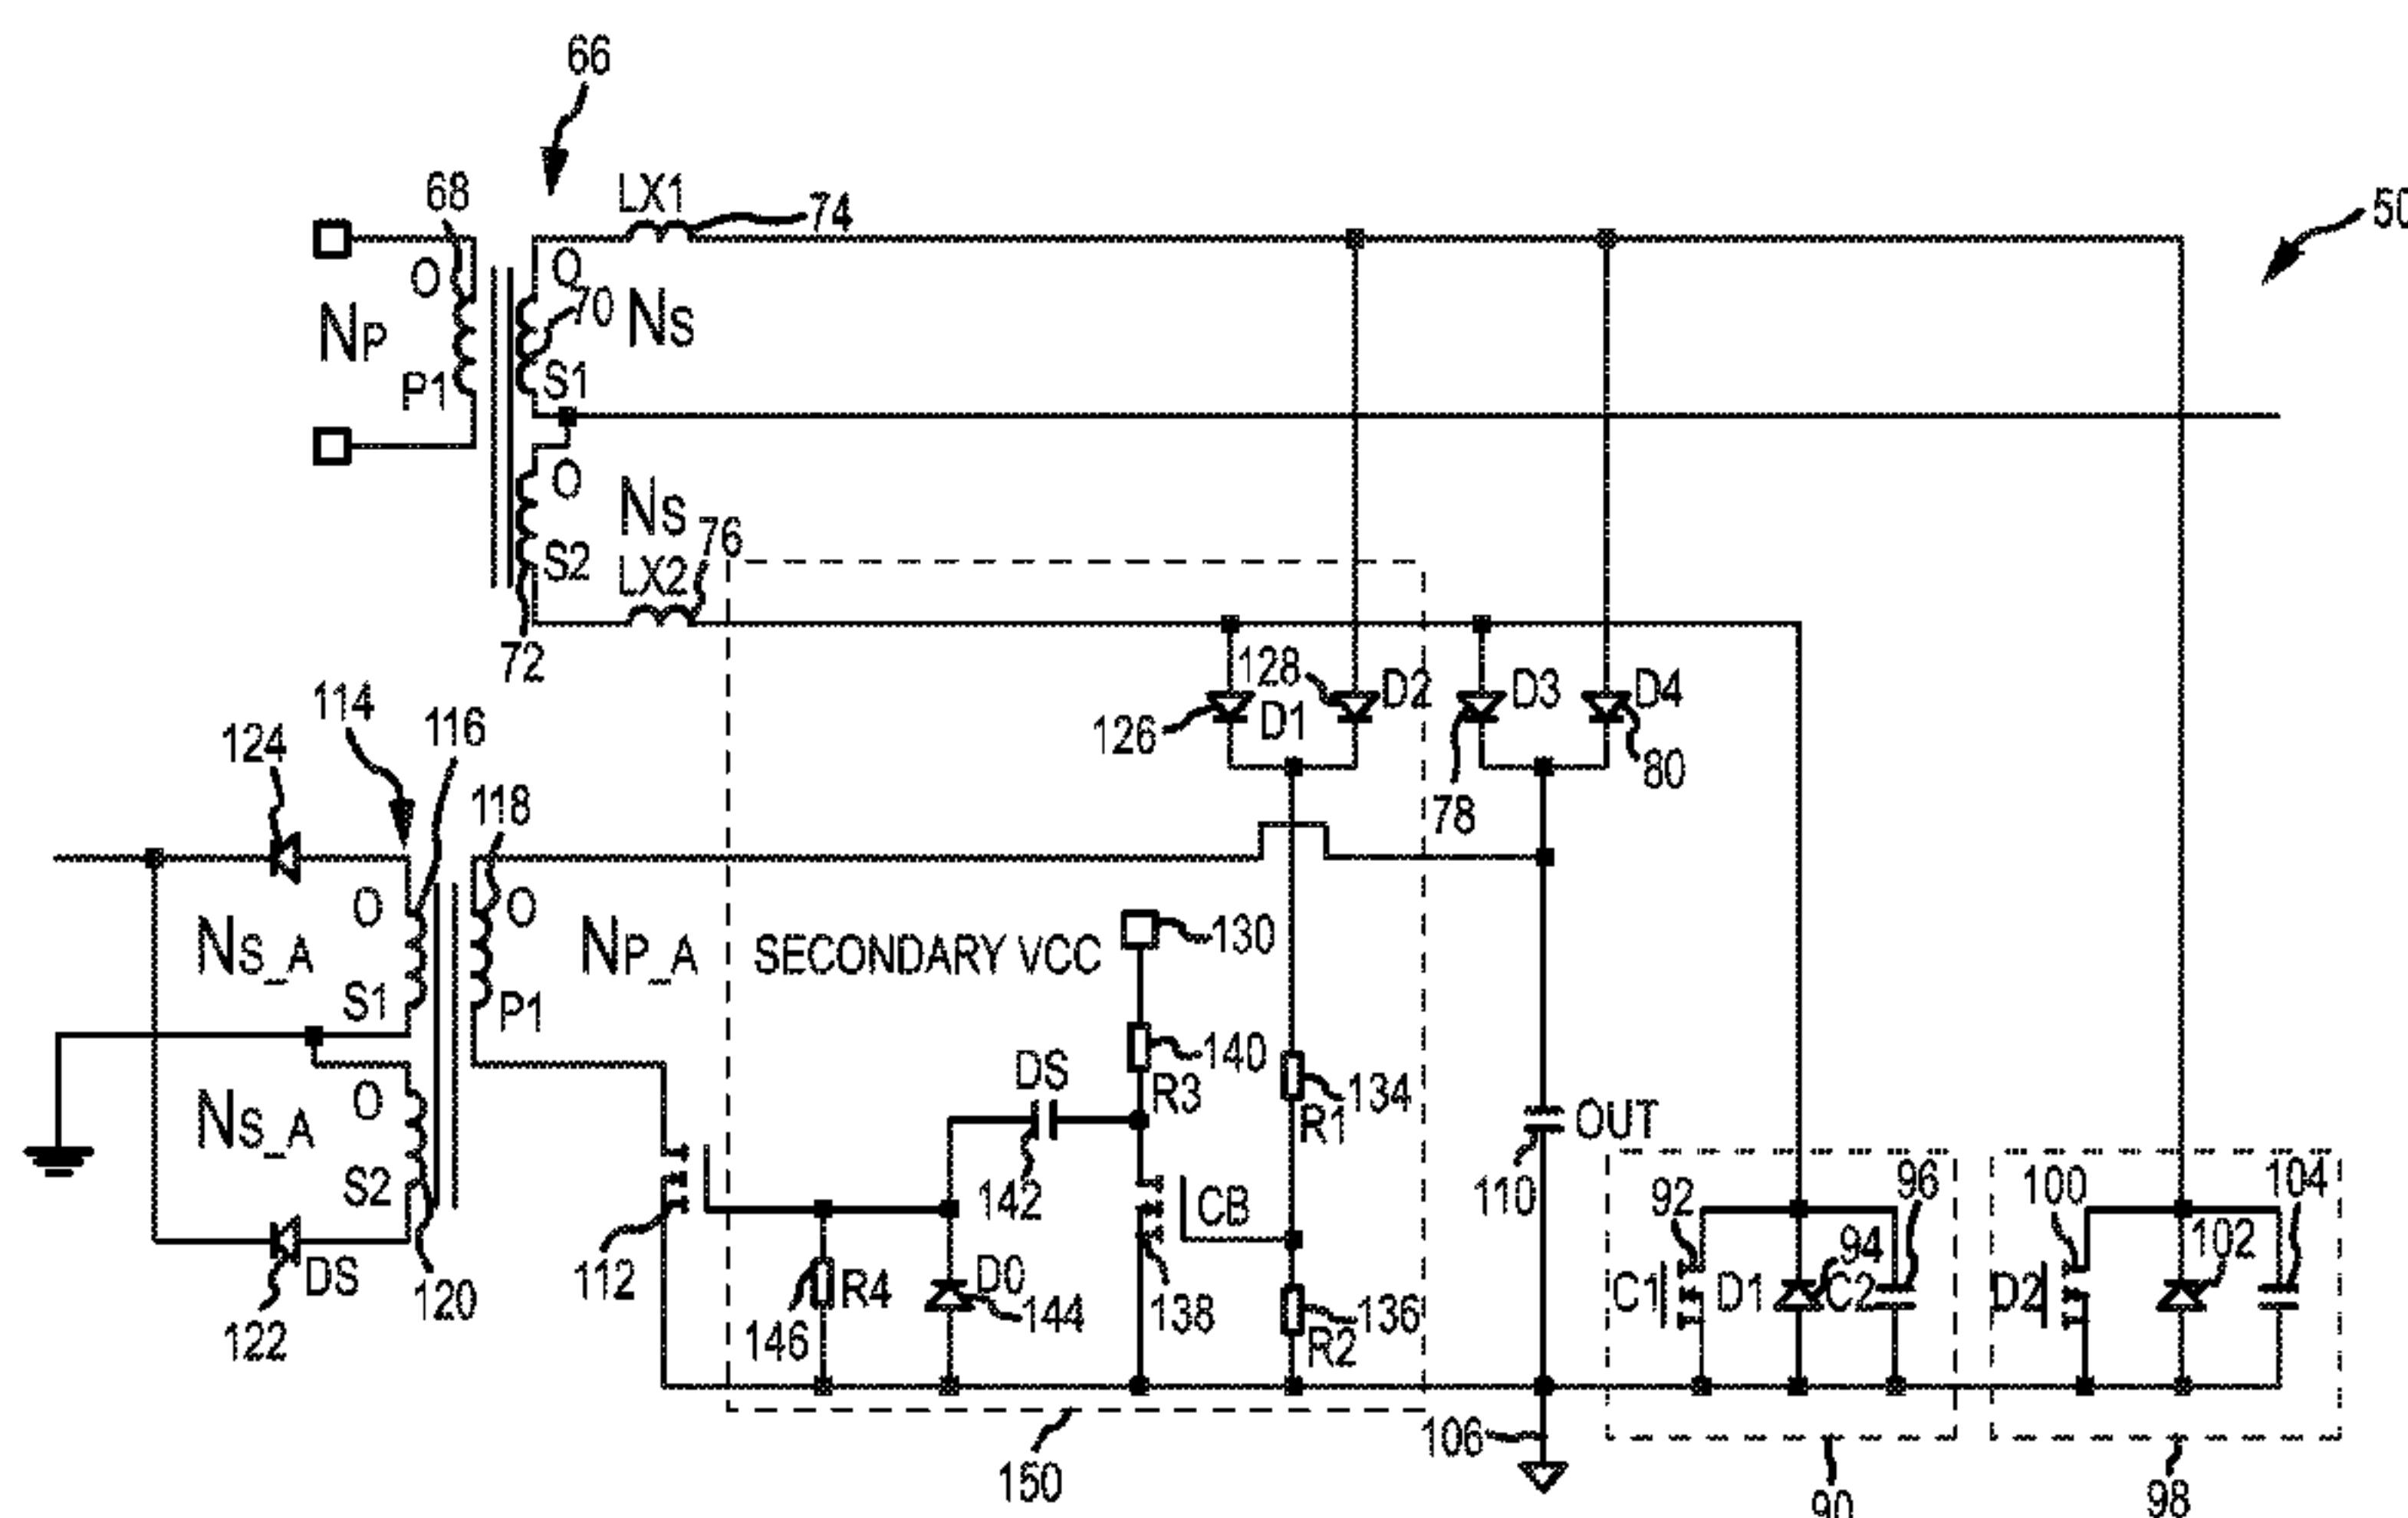 66
68
LX1
74
50
O
O
70
NP
NS
P1
S1
O
NS
76
S2
LX2
72
128
D2
D3
D4
114
116
126
D1
124
118
78
80
O
O
130
NS_A
NP_A
SECONDARY VCC
S1
P1
DS
140
134
R3
R1
OUT
O
NS_A
S2
142
CB
110
92
96
100
104
102
94
112
D0
DS
120
R4
144
138
136
C1
D1
C2
D2
122
146
R2
106
150
90
98